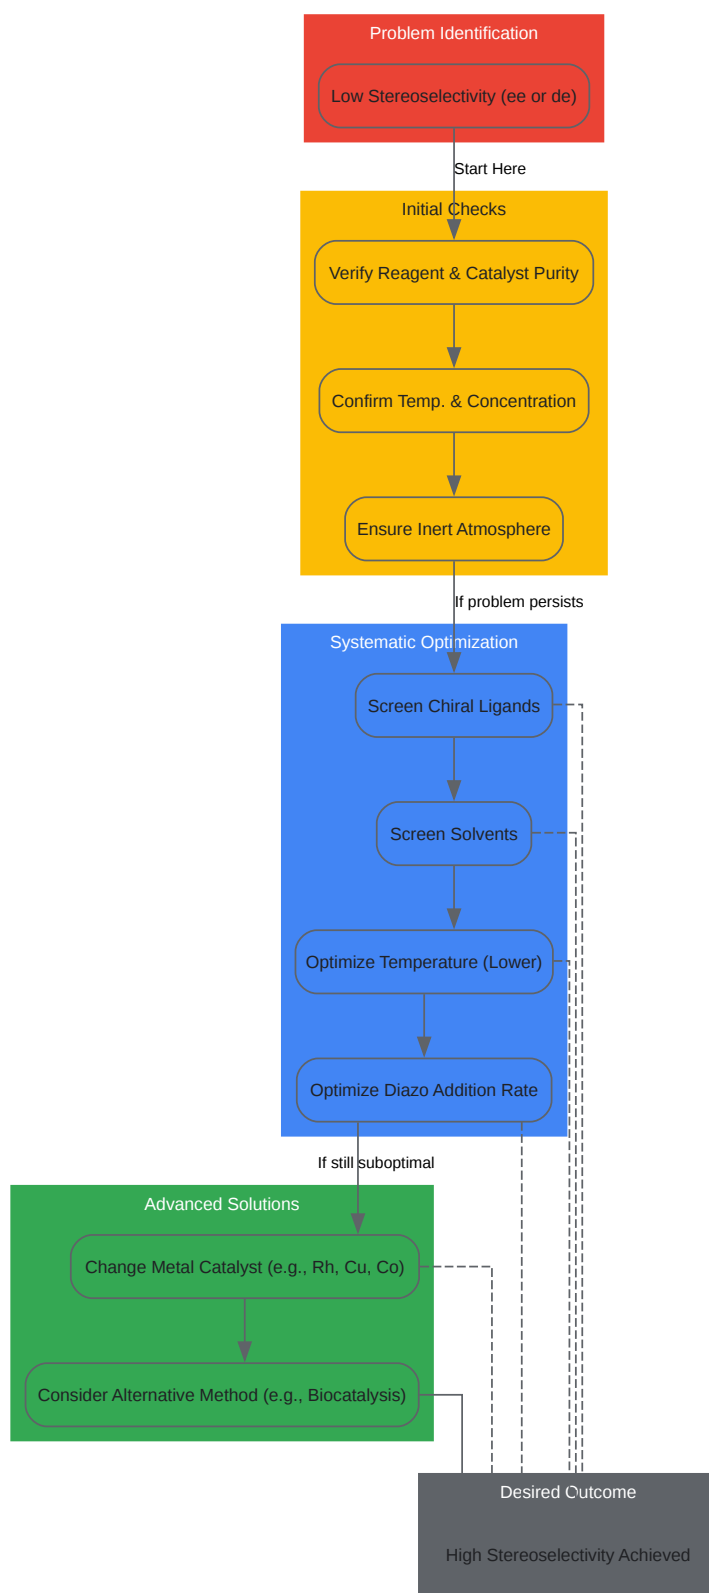 Problem Identification
Low Stereoselectivity (ee or de)
Start Here
Initial Checks
Verify Reagent & Catalyst Purity
Confirm Temp. & Concentration
Ensure Inert Atmosphere
If problem persists
Systematic Optimization
Screen Chiral Ligands
Screen Solvents
Optimize Temperature (Lower)
Optimize Diazo Addition Rate
If still suboptimal
Advanced Solutions
Change Metal Catalyst (e.g., Rh, Cu, Co)
Consider Alternative Method (e.g., Biocatalysis)
Desired Outcome
High Stereoselectivity Achieved